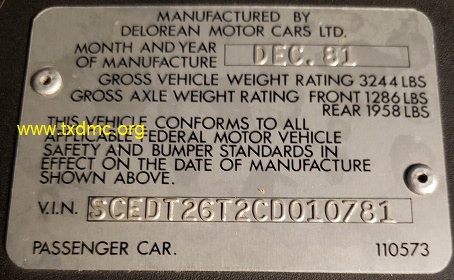 MANUFACTURED BY
DELOREAN MOTOR CARS LTD.
MONTH AND YEAR
OF MANUFACTURE DEC. 81
GROSS VEHICLE WEIGHT RATING 3244 LBS
GROSS AXLE WEIGHT RATING FRONT 1286 LBS
REAR 1958 LBS
THIS VEHICLE CONFORMS TO ALL
www.txdmc.org
APPLICABLE FEDERAL MOTOR VEHICLE
SAFETY AND BUMPER STANDARDS IN
EFFECT ON THE DATE OF MANUFACTURE
SHOWN ABOVE.
V.I.N. SCEDT26T2CD010781
PASSENGER CAR. 110573